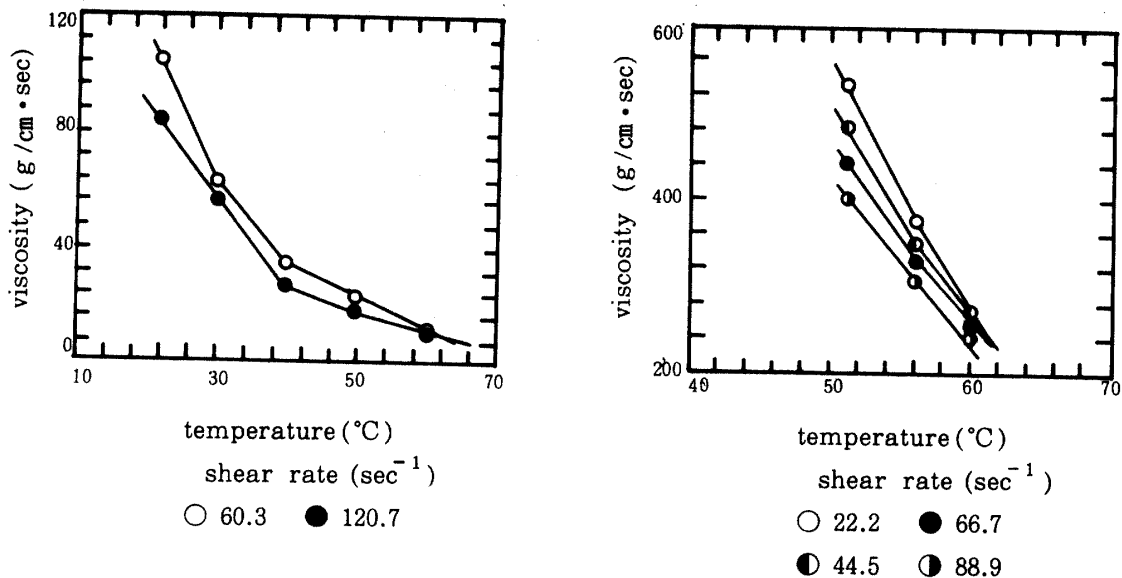 120
80
40
0
10 30 50 70
viscosity (g/cm・sec)
temperature (°C)
shear rate (sec⁻¹)
○ 60.3 ● 120.7
600
400
200
40 50 60 70
viscosity (g/cm・sec)
temperature (°C)
shear rate (sec⁻¹)
○ 22.2 ● 66.7
◐ 44.5 ◑ 88.9